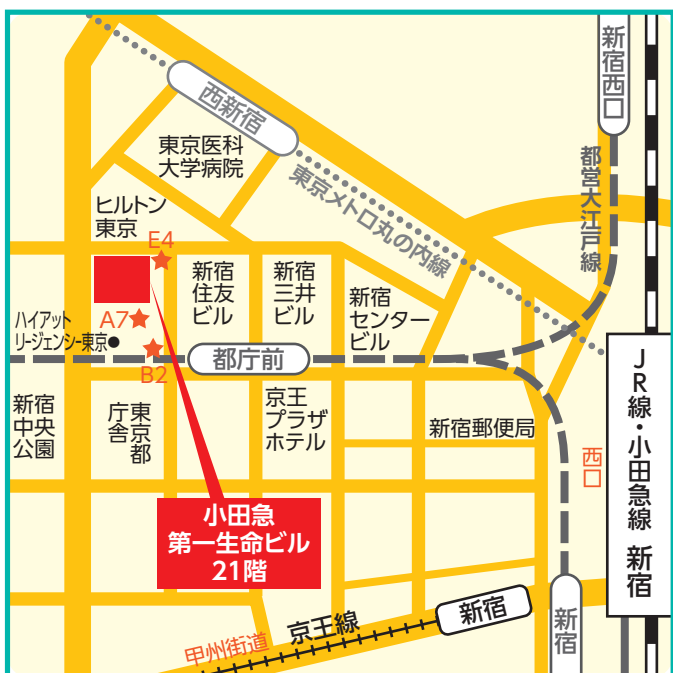 新宿西口
西新宿
東京医科
大学病院
都営大江戸線
東京メトロ丸の内線
ヒルトン
東京
E4
新宿
住友
ビル
新宿
三井
ビル
新宿
センター
ビル
ハイアット
リージェンシー東京
A7
B2
都庁前
JR線・小田急線 新宿
新宿
中央
公園
東京都
庁舎
京王
プラザ
ホテル
新宿郵便局
西口
小田急
第一生命ビル
21階
新宿
新宿
京王線
甲州街道